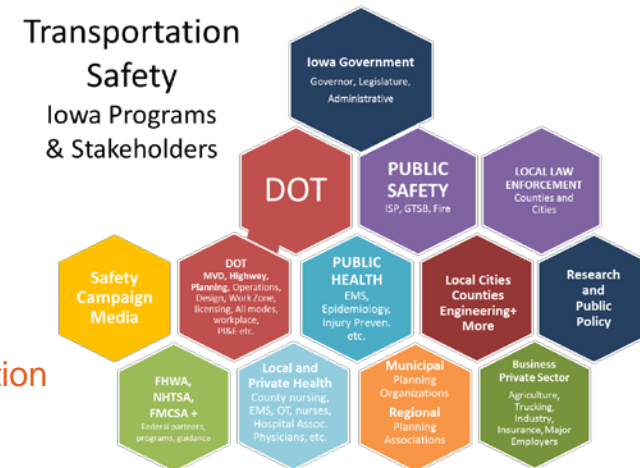 Transportation
Safety
Iowa Programs
& Stakeholders
Iowa Government
Governor, Legislature,
Administrative
DOT
PUBLIC
SAFETY
ISP, GTSB, Fire
LOCAL LAW
ENFORCEMENT
Counties and
Cities
Safety
Campaign
Media
DOT
MVD, Highway,
Planning, Operations,
Design, Work Zone,
licensing, All modes,
workplace,
PI&E etc.
PUBLIC
HEALTH
EMS,
Epidemiology,
Injury Preven.
etc.
Local Cities
Counties
Engineering+
More
Research
and
Public
Policy
tion
FHWA,
NHTSA,
FMCSA +
Federal partners,
programs, guidance
Local and
Private Health
County nursing,
EMS, OT, nurses,
Hospital Assoc.
Physicians, etc.
Municipal
Planning
Organizations
Regional
Planning
Associations
Business
Private Sector
Agriculture,
Trucking,
Industry,
Insurance, Major
Employers